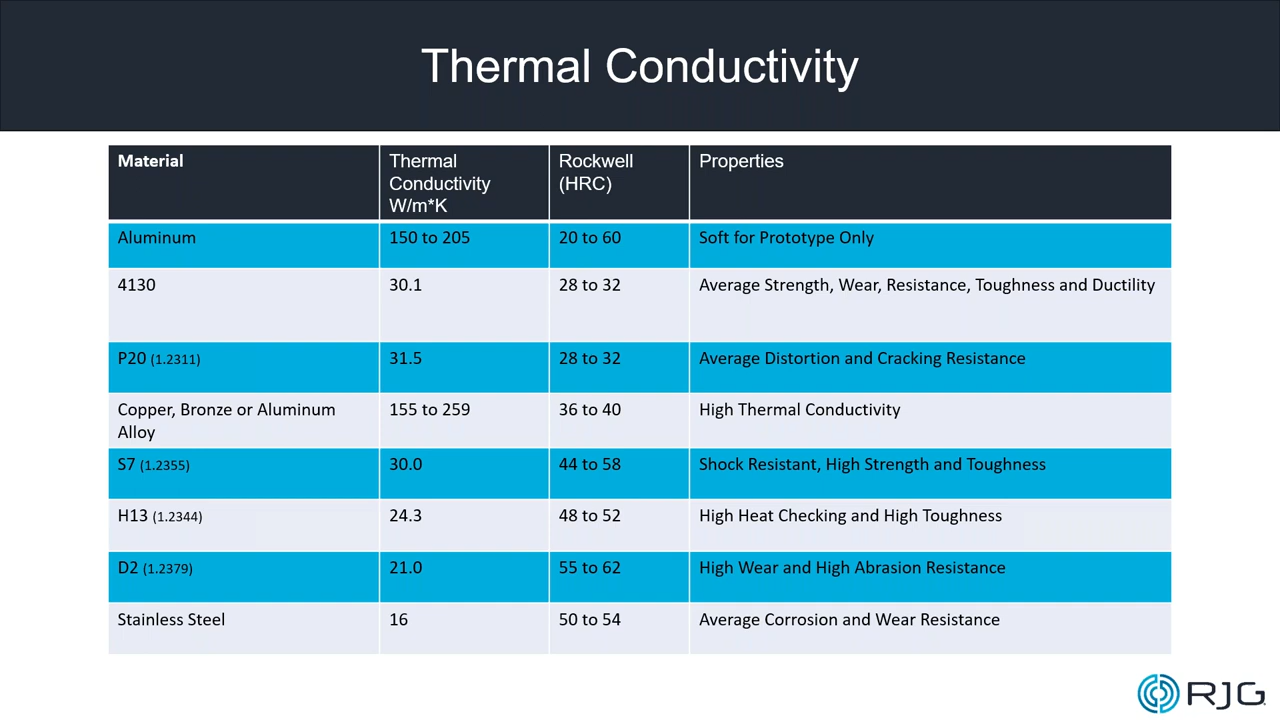 Thermal Conductivity
Material
Thermal
Conductivity
W/m*K
Rockwell
(HRC)
Properties
Aluminum
150 to 205
20 to 60
Soft for Prototype Only
4130
30.1
28 to 32
Average Strength, Wear, Resistance, Toughness and Ductility
P20 (1.2311)
31.5
28 to 32
Average Distortion and Cracking Resistance
Copper, Bronze or Aluminum
Alloy
155 to 259
36 to 40
High Thermal Conductivity
S7 (1.2355)
30.0
44 to 58
Shock Resistant, High Strength and Toughness
H13 (1.2344)
24.3
48 to 52
High Heat Checking and High Toughness
D2 (1.2379)
21.0
55 to 62
High Wear and High Abrasion Resistance
Stainless Steel
16
50 to 54
Average Corrosion and Wear Resistance
RJG